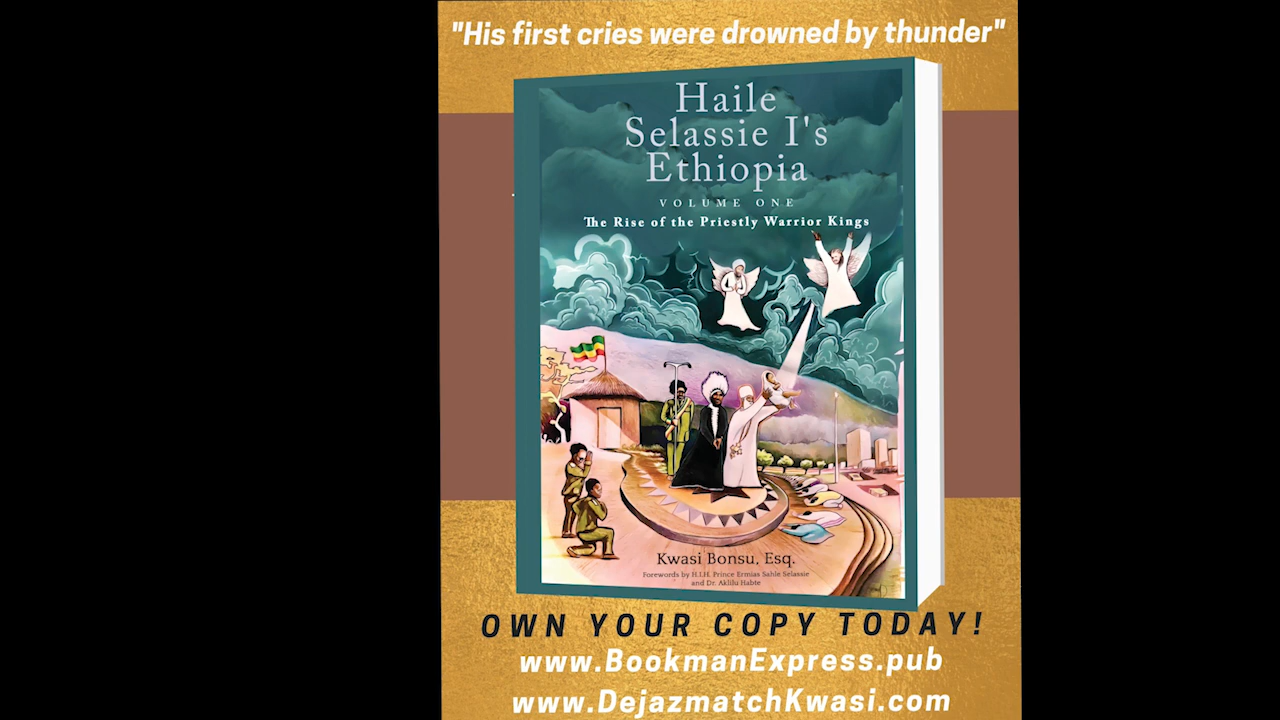 "His first cries were drowned by thunder"
Haile
Selassie I's
Ethiopia
VOLUME ONE
The Rise of the Priestly Warrior Kings
Kwasi Bonsu, Esq.
Forewords by H.I.H. Prince Ermias Sahle Selassie
and Dr. Aklilu Habte
OWN YOUR COPY TODAY!
www.BookmanExpress.pub
www.DejazmatchKwasi.com